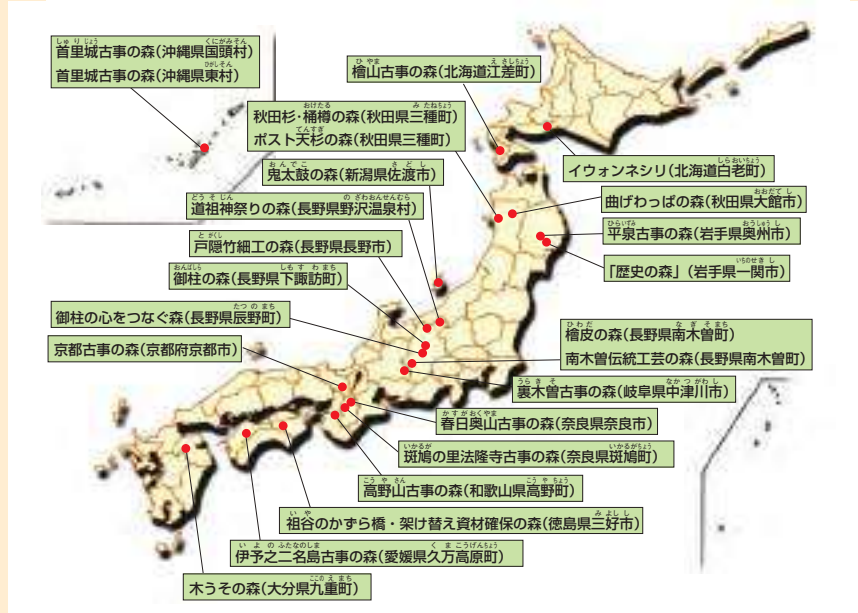 首里城古事の森(沖縄県国頭村)
首里城古事の森(沖縄県東村)
檜山古事の森(北海道江差町)
秋田杉・桶樽の森(秋田県三種町)
ポスト天杉の森(秋田県三種町)
イウォンネシリ(北海道白老町)
鬼太鼓の森(新潟県佐渡市)
曲げわっぱの森(秋田県大館市)
道祖神祭りの森(長野県野沢温泉村)
平泉古事の森(岩手県奥州市)
戸隠竹細工の森(長野県長野市)
「歴史の森」(岩手県一関市)
御柱の森(長野県下諏訪町)
御柱の心をつなぐ森(長野県辰野町)
檜皮の森(長野県南木曽町)
京都古事の森(京都府京都市)
南木曽伝統工芸の森(長野県南木曽町)
裏木曽古事の森(岐阜県中津川市)
春日奥山古事の森(奈良県奈良市)
斑鳩の里法隆寺古事の森(奈良県斑鳩町)
高野山古事の森(和歌山県高野町)
祖谷のかずら橋・架け替え資材確保の森(徳島県三好市)
伊予之二名島古事の森(愛媛県久万高原町)
木うその森(大分県九重町)